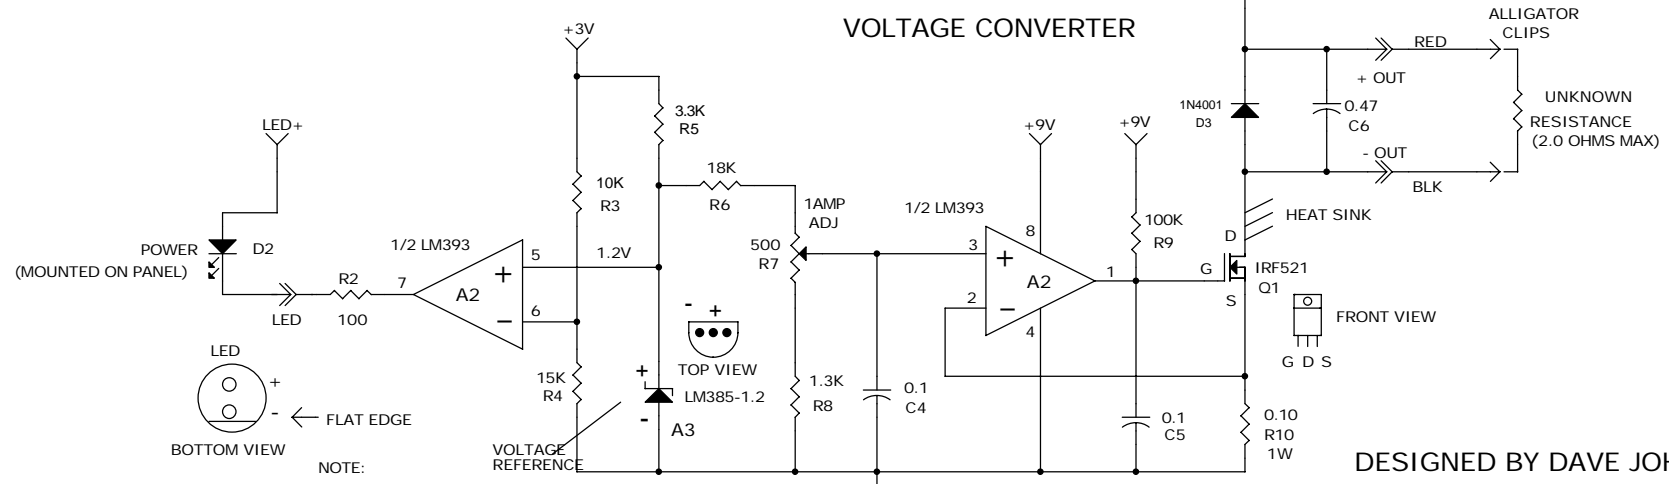 VOLTAGE CONVERTER
ALLIGATOR
CLIPS
+3V
RED
+ OUT
1N4001
D3
0.47
C6
UNKNOWN
RESISTANCE
(2.0 OHMS MAX)
- OUT
BLK
LED+
3.3K
R5
+9V
+9V
10K
R3
18K
R6
1AMP
ADJ
500
R7
1/2 LM393
8
100K
R9
HEAT SINK
D
G
S
IRF521
Q1
POWER
(MOUNTED ON PANEL)
D2
1/2 LM393
5
1.2V
+
A2
7
6
−
R2
100
LED
3
+
A2
1
2
−
4
FRONT VIEW
G D S
- +
TOP VIEW
LED
+
-
FLAT EDGE
BOTTOM VIEW
15K
R4
+
LM385-1.2
-
A3
1.3K
R8
0.1
C4
0.1
C5
0.10
R10
1W
VOLTAGE
REFERENCE
NOTE:
DESIGNED BY DAVE